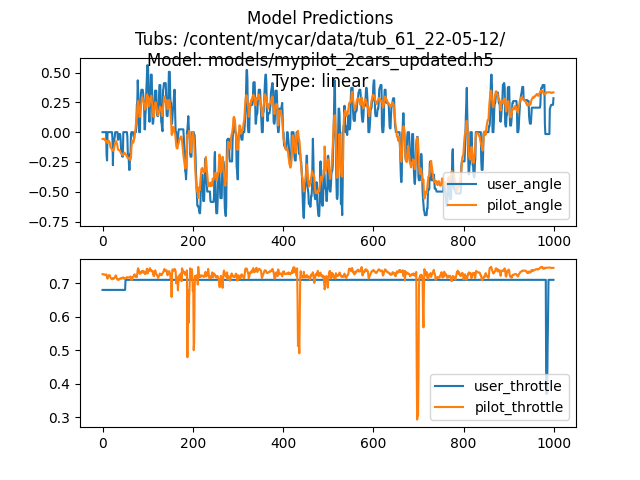 Model Predictions
Tubs: /content/mycar/data/tub_61_22-05-12/
Model: models/mypilot_2cars_updated.h5
Type: linear
0.50
0.25
0.00
−0.25
−0.50
−0.75
user_angle
pilot_angle
0 200 400 600 800 1000
0.7
0.6
0.5
0.4
0.3
user_throttle
pilot_throttle
0 200 400 600 800 1000